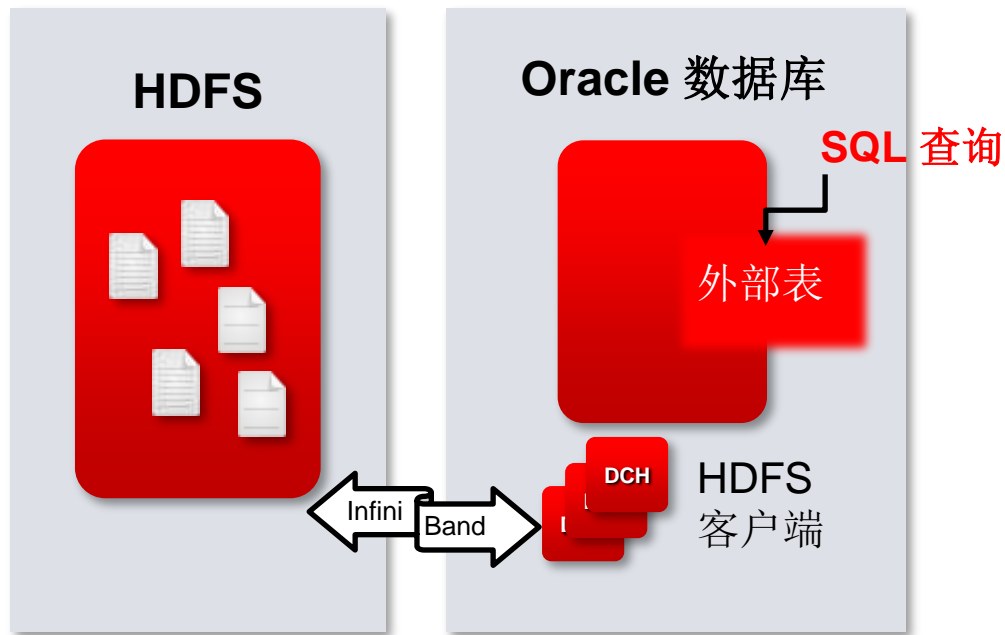 HDFS
Oracle 数据库
SQL 查询
外部表
DCH
HDFS
客户端
Infini
Band